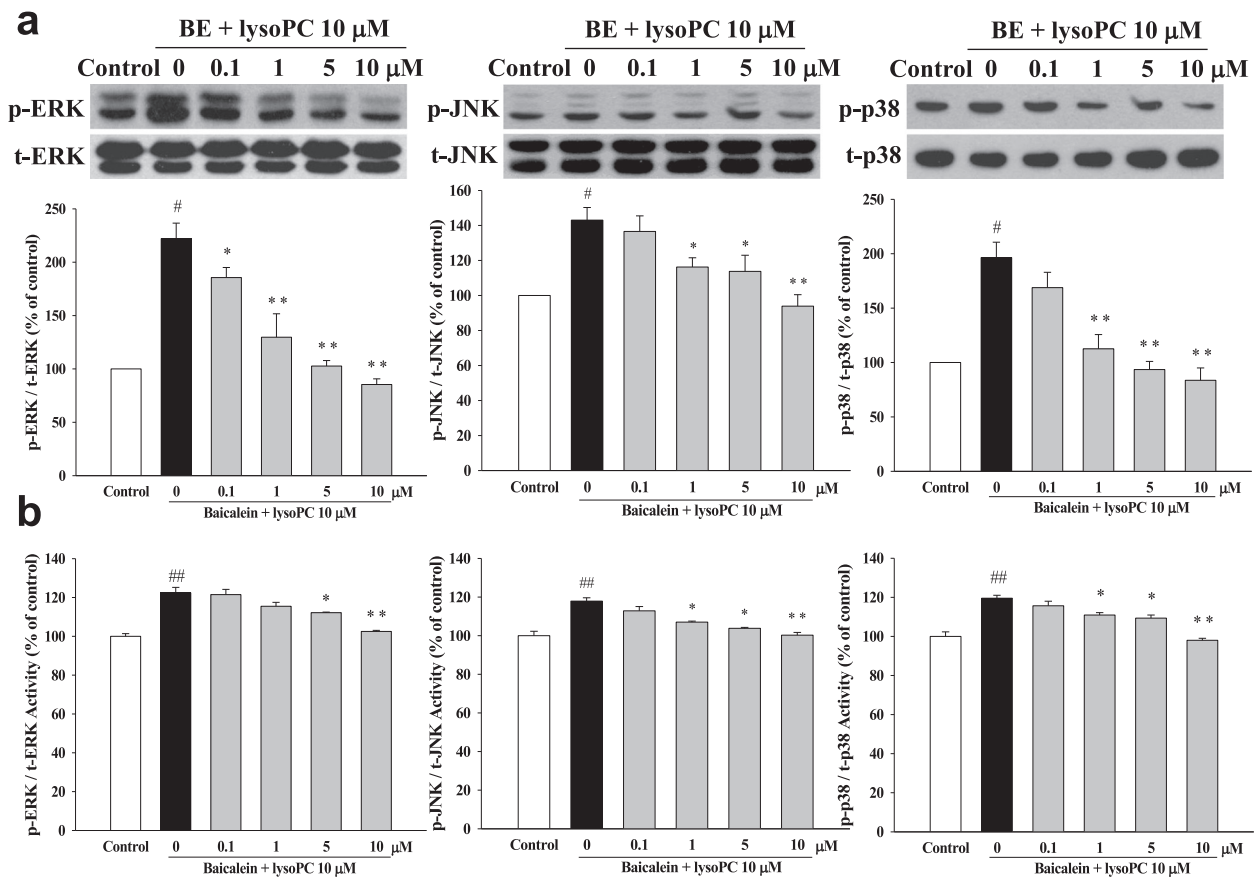 a
BE + lysoPC 10 μM
Control 0 0.1 1 5 10 μM
p-ERK
t-ERK
BE + lysoPC 10 μM
Control 0 0.1 1 5 10 μM
p-JNK
t-JNK
BE + lysoPC 10 μM
Control 0 0.1 1 5 10 μM
p-p38
t-p38
p-ERK / t-ERK (% of control)
250
200
150
100
50
0
#
*
* *
* *
* *
Control 0 0.1 1 5 10 μM
Baicalein + lysoPC 10 μM
p-JNK / t-JNK (% of control)
160
140
120
100
80
60
40
20
0
#
*
*
* *
Control 0 0.1 1 5 10 μM
Baicalein + lysoPC 10 μM
p-p38 / t-p38 (% of control)
250
200
150
100
50
0
#
* *
* *
* *
Control 0 0.1 1 5 10 μM
Baicalein + lysoPC 10 μM
b
p-ERK / t-ERK Activity (% of control)
140
120
100
80
60
40
20
0
##
*
* *
Control 0 0.1 1 5 10 μM
Baicalein + lysoPC 10 μM
p-JNK / t-JNK Activity (% of control)
140
120
100
80
60
40
20
0
##
*
*
* *
Control 0 0.1 1 5 10 μM
Baicalein + lysoPC 10 μM
p-p38 / t-p38 Activity (% of control)
140
120
100
80
60
40
20
0
##
*
*
* *
Control 0 0.1 1 5 10 μM
Baicalein + lysoPC 10 μM